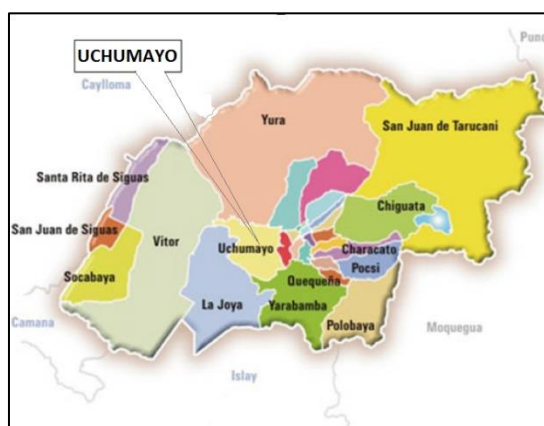 UCHUMAYO
Puno
Caylloma
Yura
San Juan de Tarucani
Santa Rita de Siguas
Chiguata
San Juan de Siguas
Vitor
Uchumayo
Characato
Socabaya
Pocsi
Quequeña
La Joya
Yarabamba
Polobaya
Camana
Moquegua
Islay